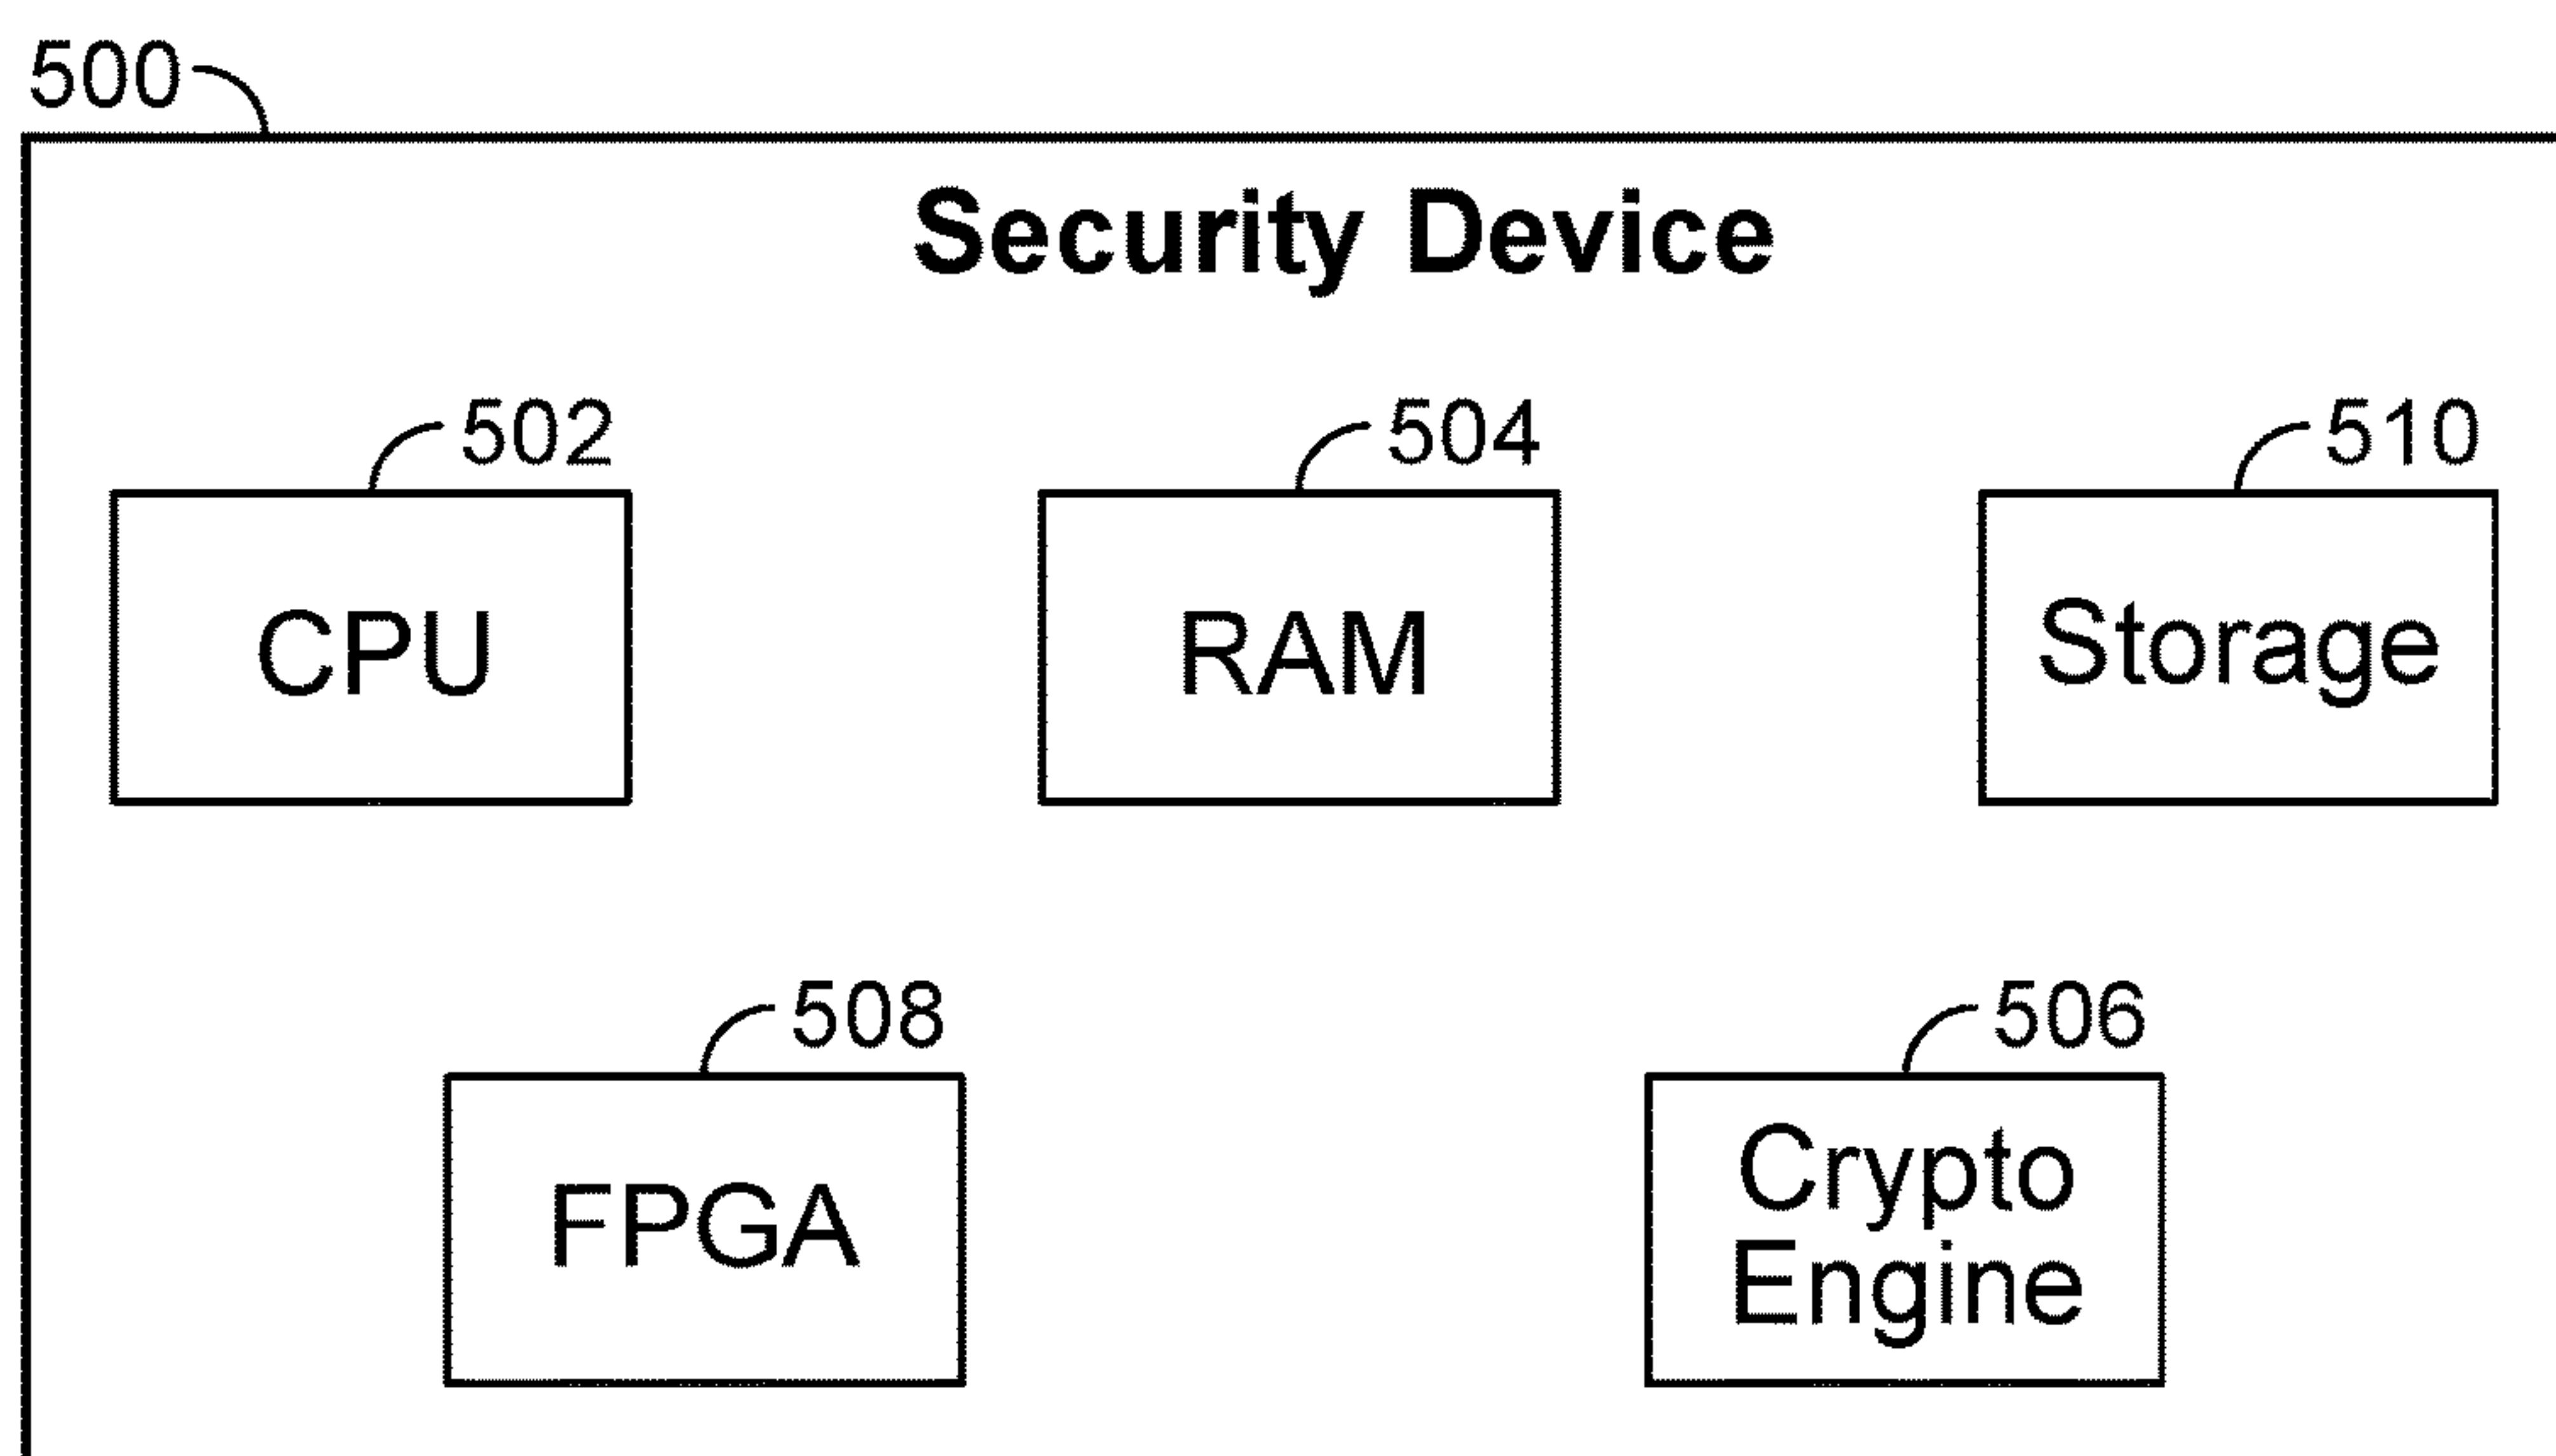 500
Security Device
502
504
510
CPU
RAM
Storage
508
506
FPGA
Crypto
Engine